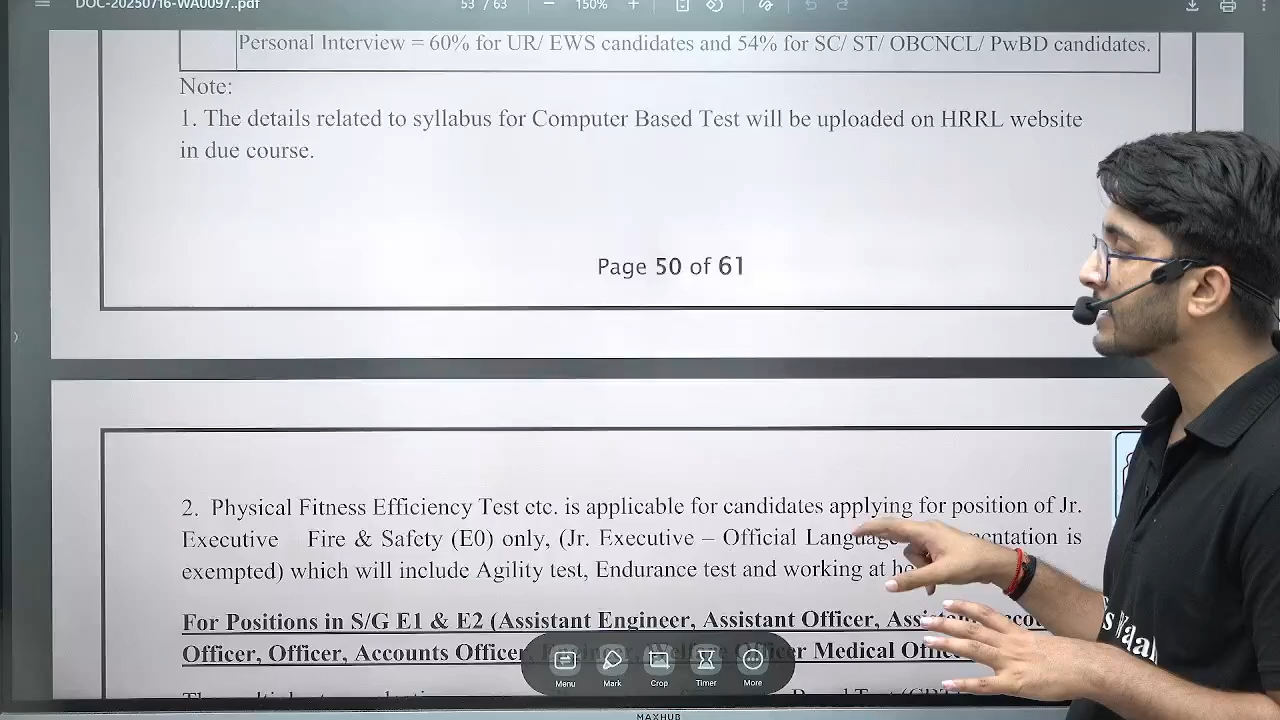 DOC-20250716-WA0097..pdf
53 / 63
150%
Personal Interview = 60% for UR/ EWS candidates and 54% for SC/ ST/ OBCNCL/ PwBD candidates.
Note:
1. The details related to syllabus for Computer Based Test will be uploaded on HRRL website
in due course.
Page 50 of 61
2. Physical Fitness Efficiency Test etc. is applicable for candidates applying for position of Jr.
Executive Fire & Safety (E0) only, (Jr. Executive – Official Language is
exempted) which will include Agility test, Endurance test and working at
For Positions in S/G E1 & E2 (Assistant Engineer, Assistant Officer,
Officer, Officer, Accounts Officer, Medical
Menu Mark Crop Timer More
MAXHUB